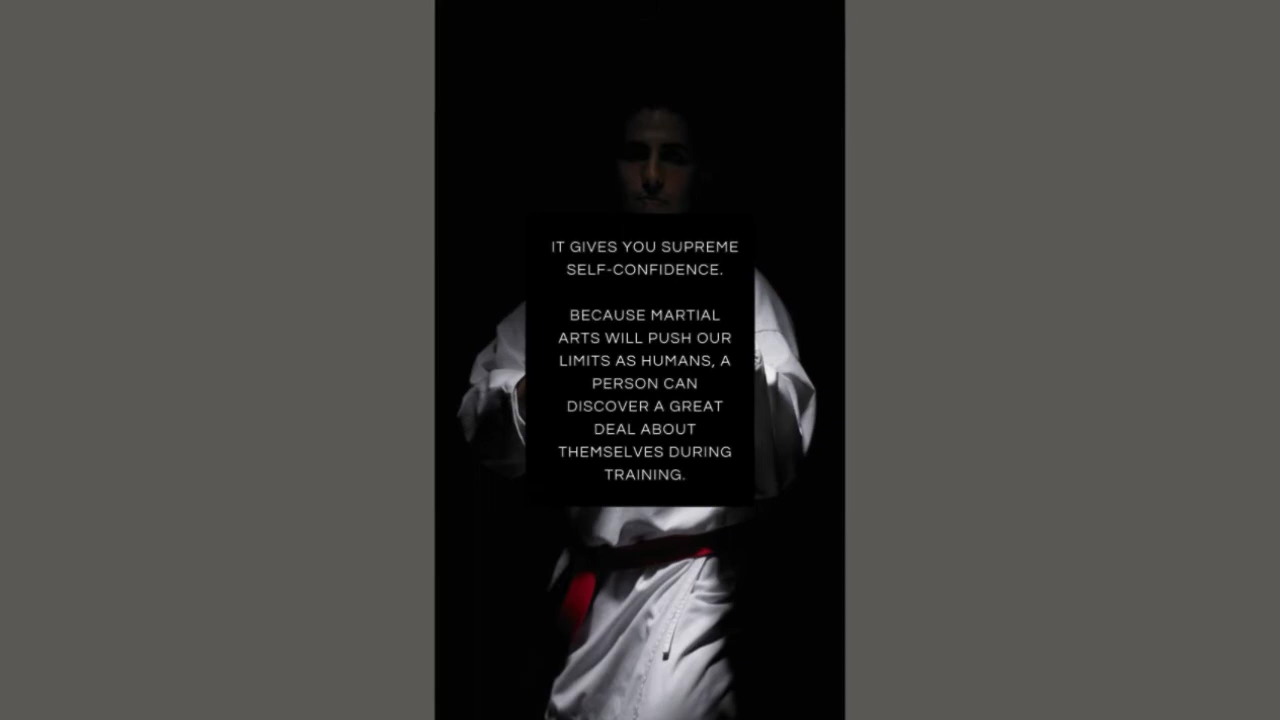 IT GIVES YOU SUPREME
SELF-CONFIDENCE.
BECAUSE MARTIAL
ARTS WILL PUSH OUR
LIMITS AS HUMANS, A
PERSON CAN
DISCOVER A GREAT
DEAL ABOUT
THEMSELVES DURING
TRAINING.